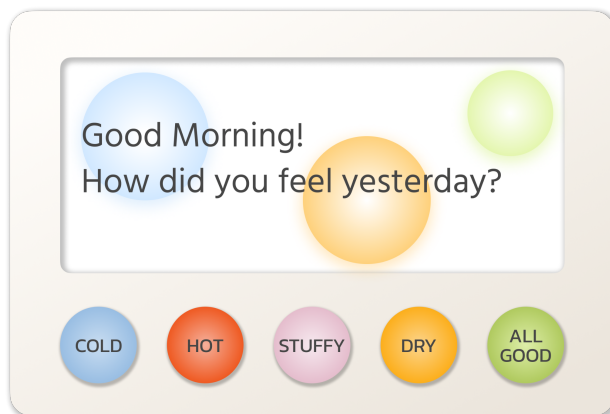 Good Morning!
How did you feel yesterday?
COLD
HOT
STUFFY
DRY
ALL
GOOD